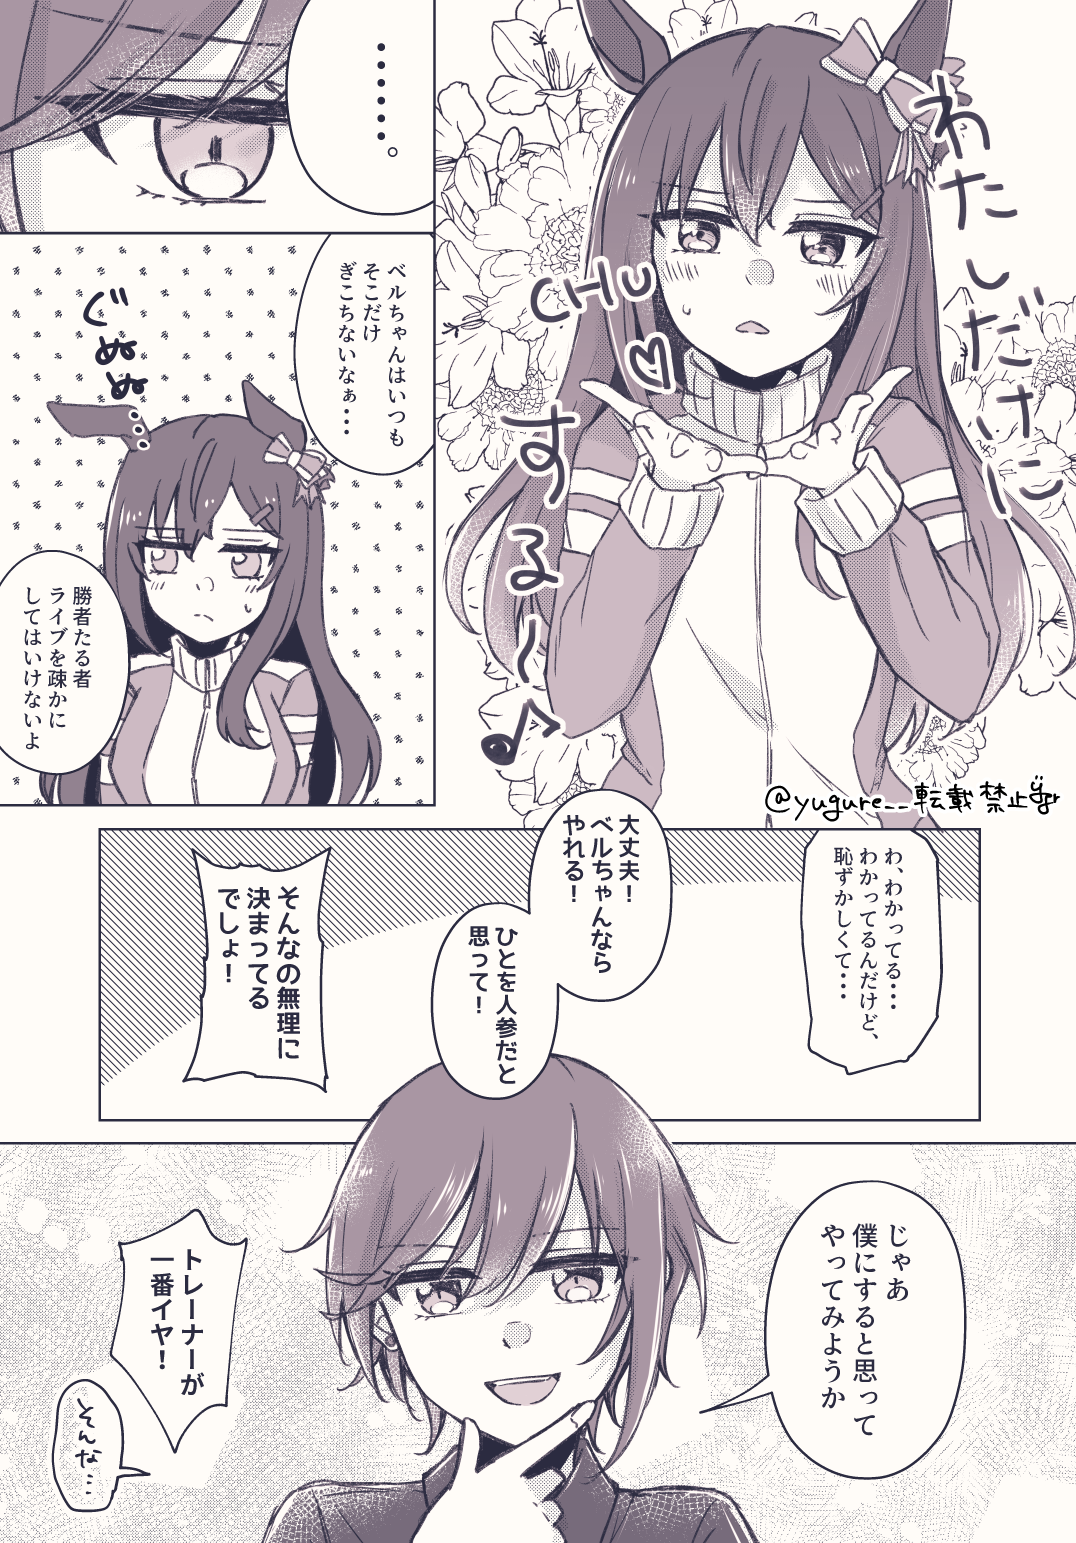 わたしだけに
CHU♡
する〜♪
・・・・・・。
ベルちゃんはいつも
そこだけ
ぎこちないなぁ・・・
ぐぬぬ…
勝者たる者
ライブを疎かに
してはいけないよ
@yugure__転載禁止
わ、わかってる・・・
わかってるんだけど、
恥ずかしくて・・・
大丈夫！
ベルちゃんなら
やれる！
ひとを人参だと
思って！
そんなの無理に
決まってる
でしょ！
じゃあ
僕にすると思って
やってみようか
トレーナーが
一番イヤ！
そんな…